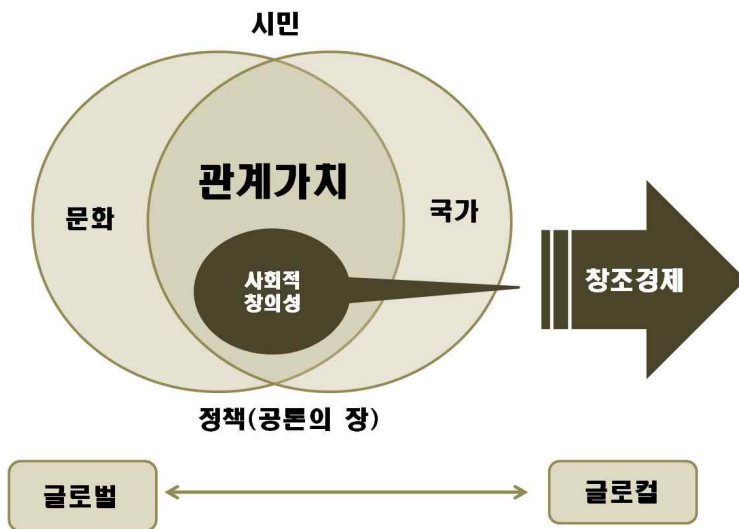 시민
관계가치
문화
국가
사회적
창의성
창조경제
정책(공론의 장)
글로벌
글로컬